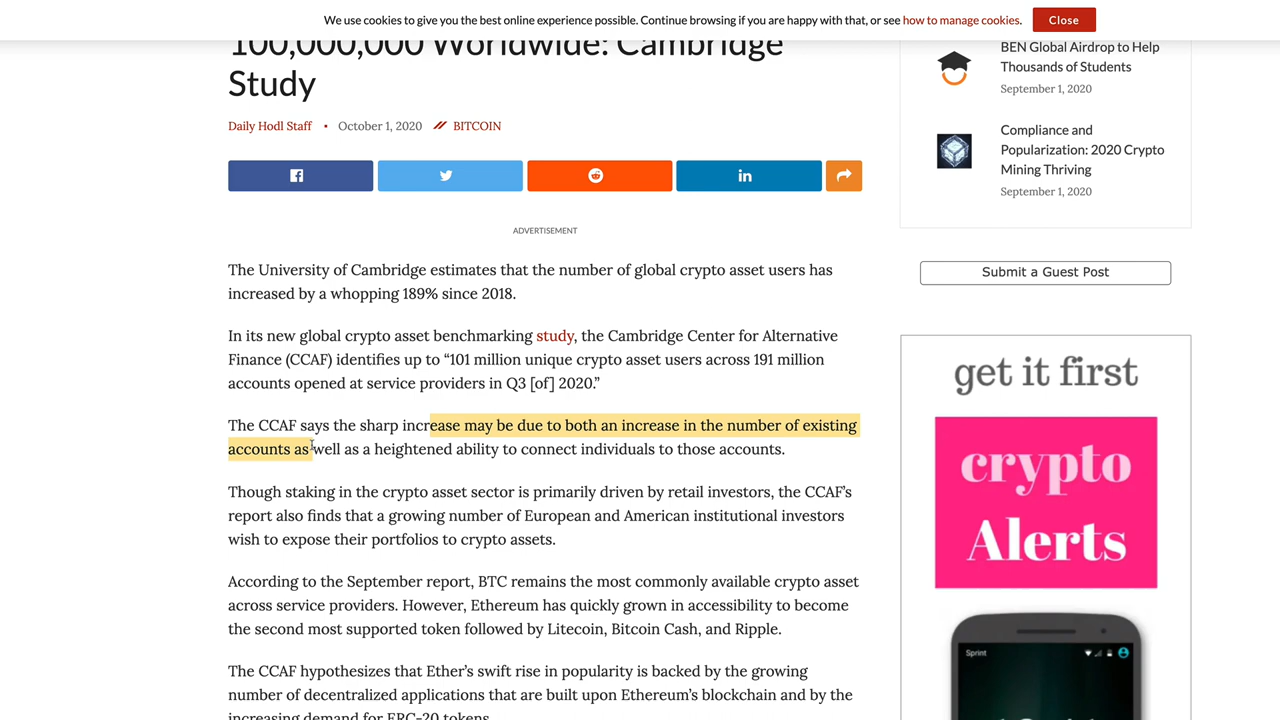 We use cookies to give you the best online experience possible. Continue browsing if you are happy with that, or see how to manage cookies.
Close
100,000,000 Worldwide: Cambridge
Study
Daily Hodl Staff • October 1, 2020 BITCOIN
ADVERTISEMENT
The University of Cambridge estimates that the number of global crypto asset users has
increased by a whopping 189% since 2018.
In its new global crypto asset benchmarking study, the Cambridge Center for Alternative
Finance (CCAF) identifies up to “101 million unique crypto asset users across 191 million
accounts opened at service providers in Q3 [of] 2020.”
The CCAF says the sharp increase may be due to both an increase in the number of existing
accounts as well as a heightened ability to connect individuals to those accounts.
Though staking in the crypto asset sector is primarily driven by retail investors, the CCAF’s
report also finds that a growing number of European and American institutional investors
wish to expose their portfolios to crypto assets.
According to the September report, BTC remains the most commonly available crypto asset
across service providers. However, Ethereum has quickly grown in accessibility to become
the second most supported token followed by Litecoin, Bitcoin Cash, and Ripple.
The CCAF hypothesizes that Ether’s swift rise in popularity is backed by the growing
number of decentralized applications that are built upon Ethereum’s blockchain and by the
increasing demand for ERC-20 tokens.
BEN Global Airdrop to Help
Thousands of Students
September 1, 2020
Compliance and
Popularization: 2020 Crypto
Mining Thriving
September 1, 2020
Submit a Guest Post
get it first
crypto
Alerts
Sprint